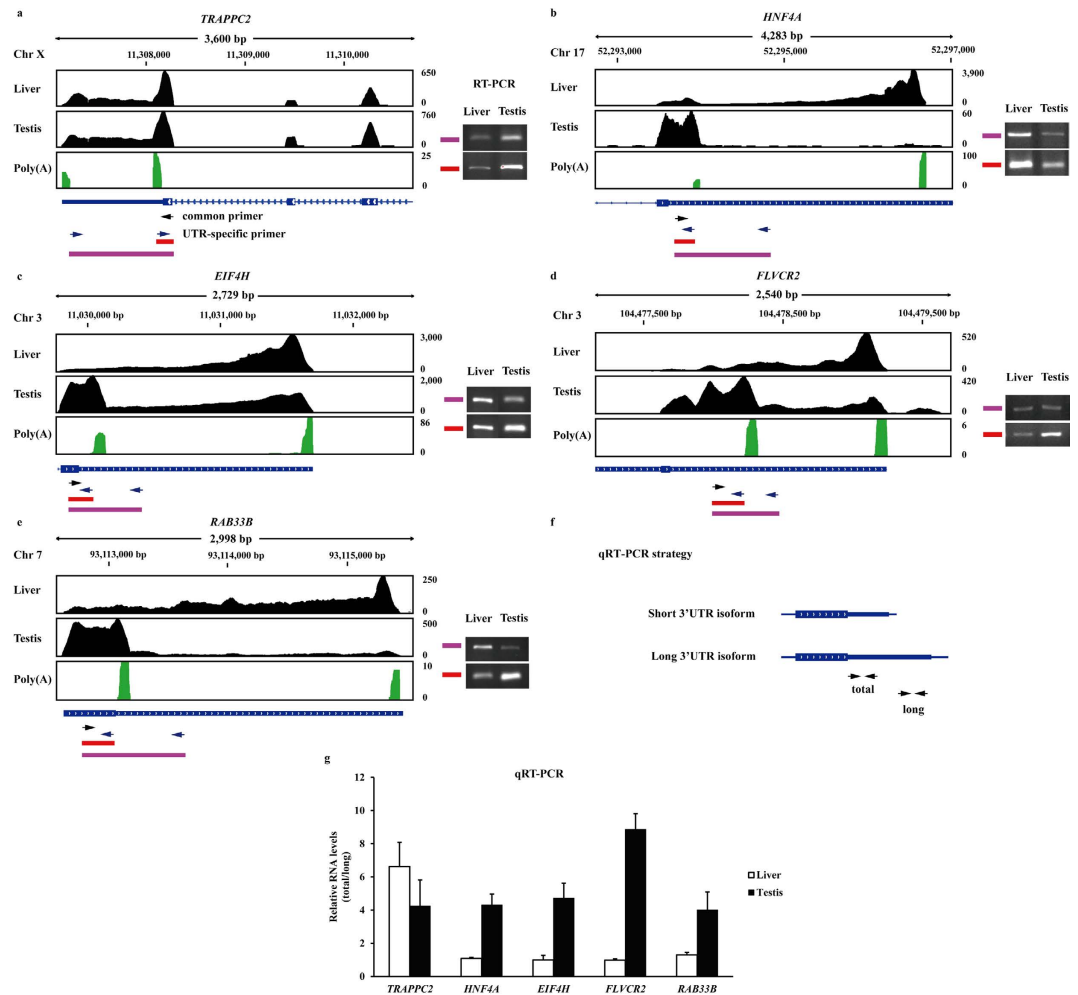 a
TRAPPC2
3,600 bp
Chr X
11,308,000
11,309,000
11,310,000
Liver
650
0
Testis
760
0
Poly(A)
25
0
common primer
UTR-specific primer
RT-PCR
Liver Testis
b
HNF4A
4,283 bp
Chr 17
52,293,000
52,295,000
52,297,000
Liver
3,900
0
Testis
60
0
Poly(A)
100
0
Liver Testis
c
EIF4H
2,729 bp
Chr 3
11,030,000 bp
11,031,000 bp
11,032,000 bp
Liver
3,000
0
Testis
2,000
0
Poly(A)
86
0
Liver Testis
d
FLVCR2
2,540 bp
Chr 3
104,477,500 bp
104,478,500 bp
104,479,500 bp
Liver
520
0
Testis
420
0
Poly(A)
6
0
Liver Testis
e
RAB33B
2,998 bp
Chr 7
93,113,000 bp
93,114,000 bp
93,115,000 bp
Liver
250
0
Testis
500
0
Poly(A)
10
0
Liver Testis
f
qRT-PCR strategy
Short 3'UTR isoform
Long 3'UTR isoform
total
long
g
qRT-PCR
Relative RNA levels
(total/long)
12
10
8
6
4
2
0
Liver
Testis
TRAPPC2 HNF4A EIF4H FLVCR2 RAB33B